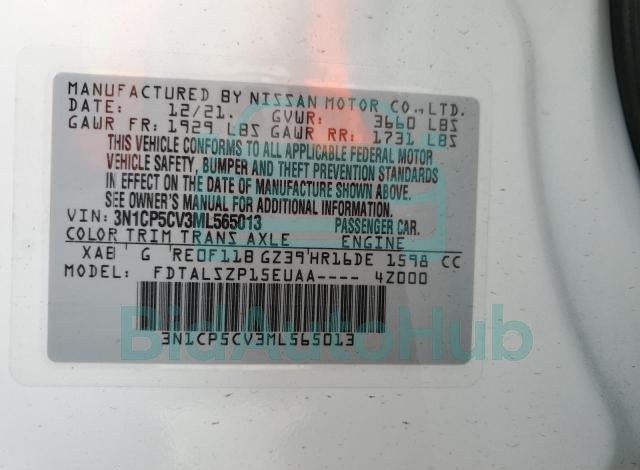 MANUFACTURED BY NISSAN MOTOR CO.,LTD.
DATE: 12/21. GVWR: 3660 LBS
GAWR FR: 1929 LBS GAWR RR: 1731 LBS
THIS VEHICLE CONFORMS TO ALL APPLICABLE FEDERAL MOTOR
VEHICLE SAFETY, BUMPER AND THEFT PREVENTION STANDARDS
IN EFFECT ON THE DATE OF MANUFACTURE SHOWN ABOVE.
SEE OWNER'S MANUAL FOR ADDITIONAL INFORMATION.
VIN: 3N1CP5CV3ML565013 PASSENGER CAR.
COLOR TRIM TRANS AXLE ENGINE
XAB G RE0F11B GZ39 HR16DE 1598 CC
MODEL: FDTALSZP15EUAA---- 4Z000
3N1CP5CV3ML565013
BidAutoHub